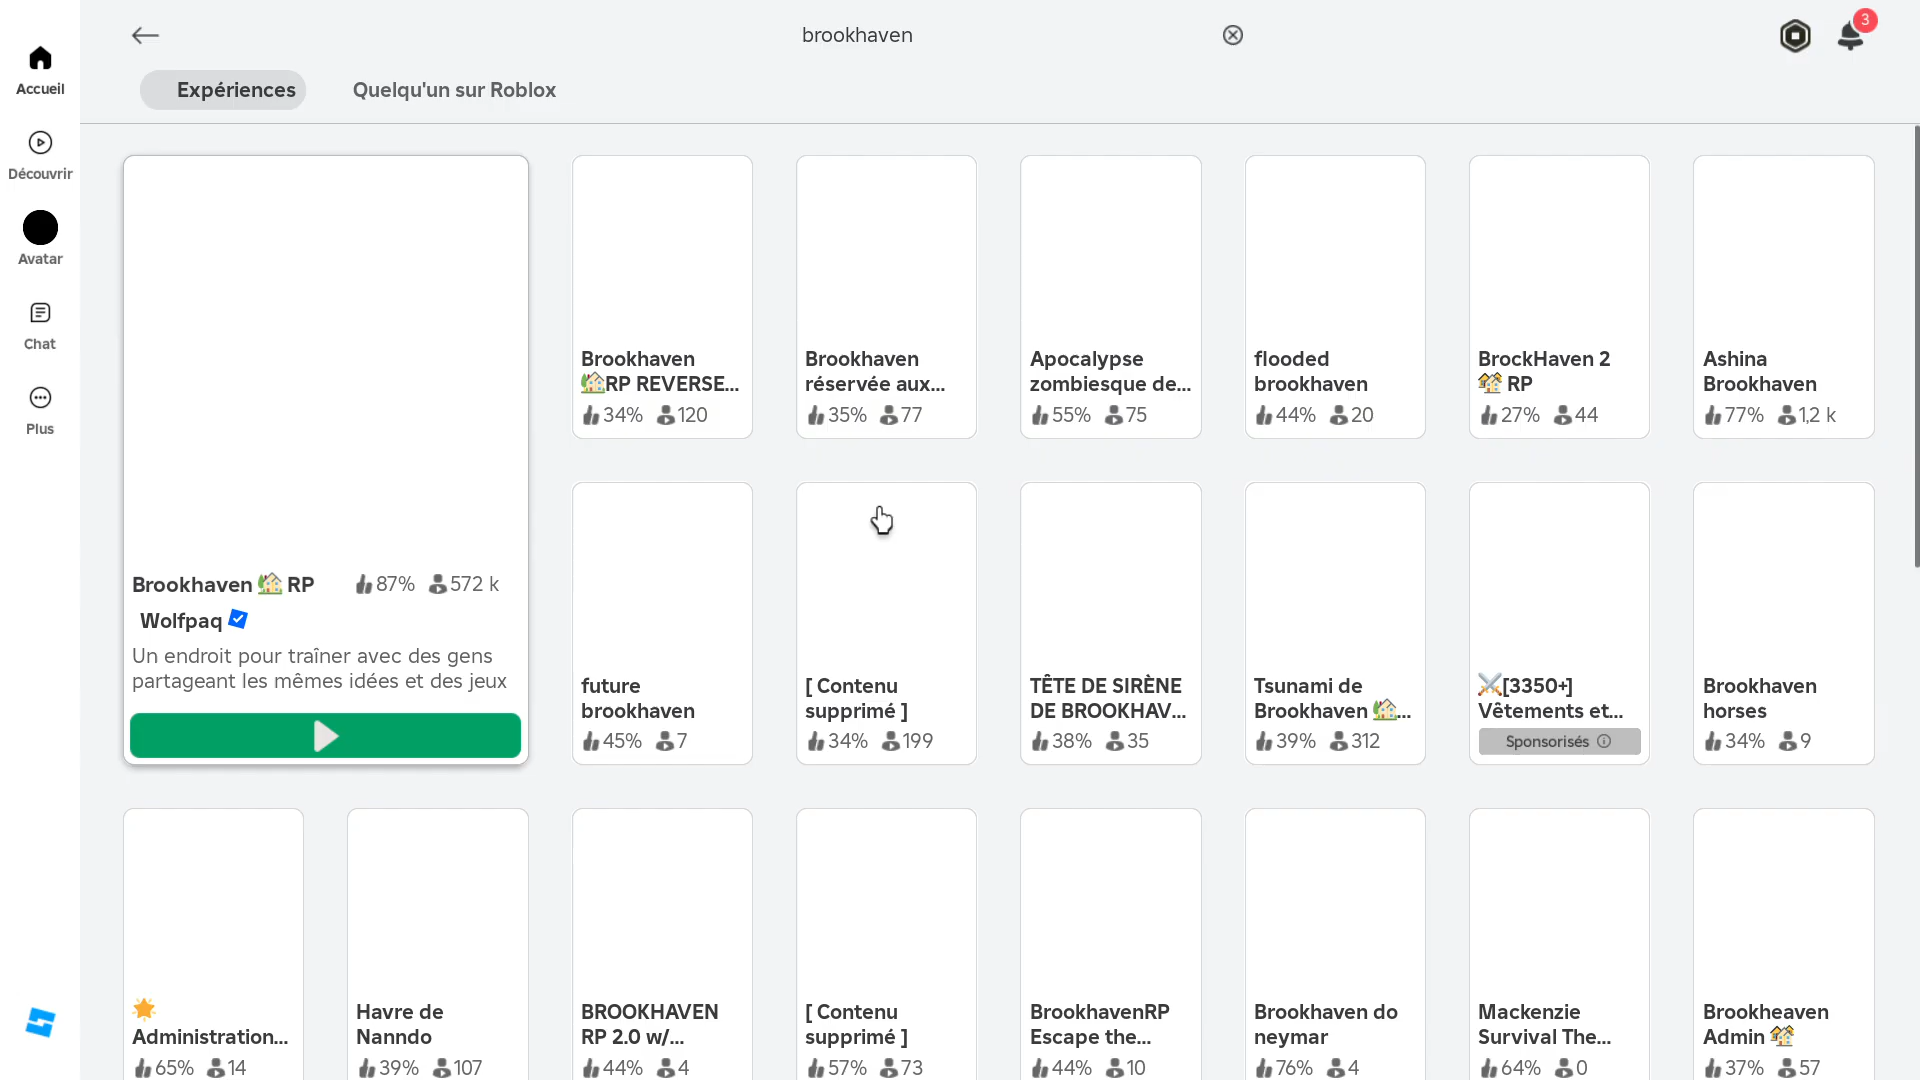 brookhaven
3
Expériences
Quelqu'un sur Roblox
Accueil
Découvrir
Avatar
Chat
Plus
Brookhaven 🏡 RP
87% 572 k
Wolfpaq
Un endroit pour traîner avec des gens
partageant les mêmes idées et des jeux
Brookhaven
🏡RP REVERSE...
34% 120
Brookhaven
réservée aux...
35% 77
Apocalypse
zombiesque de...
55% 75
flooded
brookhaven
44% 20
BrockHaven 2
🏘 RP
27% 44
Ashina
Brookhaven
77% 1,2 k
future
brookhaven
45% 7
[ Contenu
supprimé ]
34% 199
TÊTE DE SIRÈNE
DE BROOKHAV...
38% 35
Tsunami de
Brookhaven 🏡...
39% 312
⚔[3350+]
Vêtements et...
Sponsorisés
Brookhaven
horses
34% 9
🌟
Administration...
65% 14
Havre de
Nanndo
39% 107
BROOKHAVEN
RP 2.0 w/...
44% 4
[ Contenu
supprimé ]
57% 73
BrookhavenRP
Escape the...
44% 10
Brookhaven do
neymar
76% 4
Mackenzie
Survival The...
64% 0
Brookheaven
Admin 🏘
37% 57